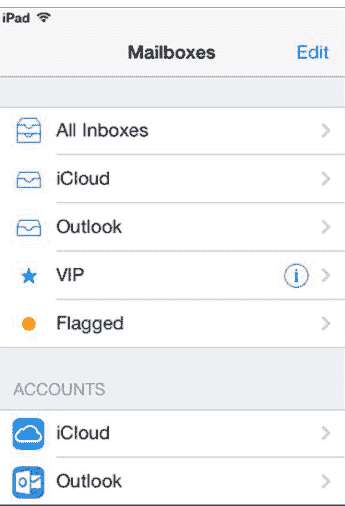 iPad
Mailboxes Edit
All Inboxes
iCloud
Outlook
VIP
Flagged
ACCOUNTS
iCloud
Outlook